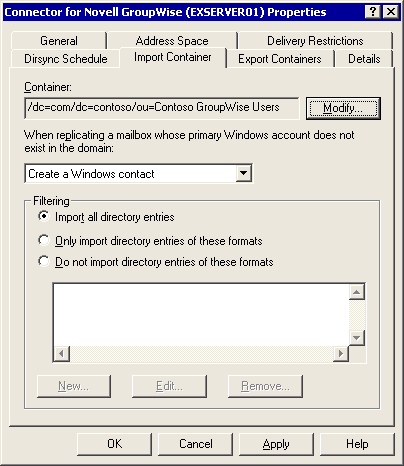 Connector for Novell GroupWise (EXSERVER01) Properties
General Address Space Delivery Restrictions
Dirsync Schedule Import Container Export Containers Details
Container:
/dc=com/dc=contoso/ou=Contoso GroupWise Users Modify...
When replicating a mailbox whose primary Windows account does not
exist in the domain:
Create a Windows contact
Filtering
Import all directory entries
Only import directory entries of these formats
Do not import directory entries of these formats
New... Edit... Remove...
OK Cancel Apply Help